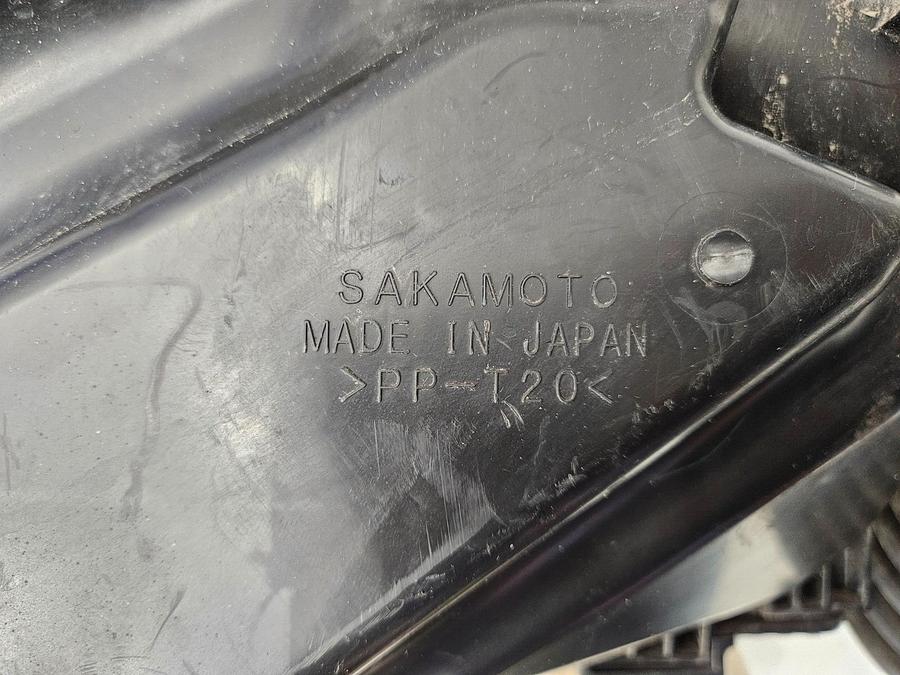 SAKAMOTO
MADE IN JAPAN
>PP-T20<